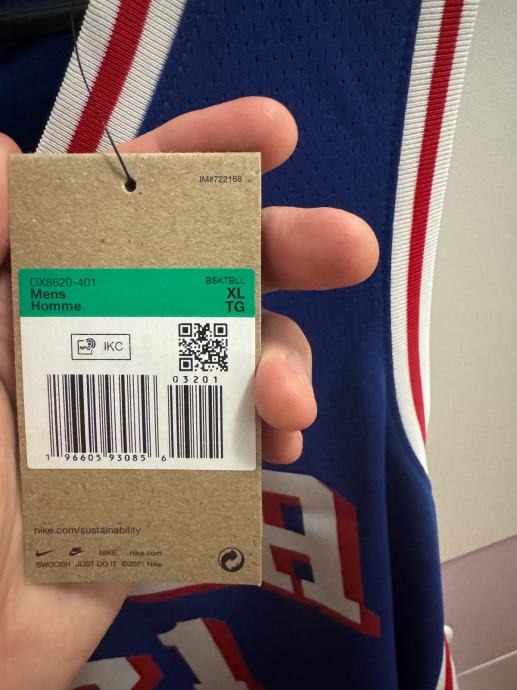 IM#722168
DX8620-401 BSKTBLL
Mens XL
Homme TG
RFID IKC
03201
1 96605 93085 6
nike.com/sustainability
NIKE nike.com
SWOOSH JUST DO IT ©2021 Nike